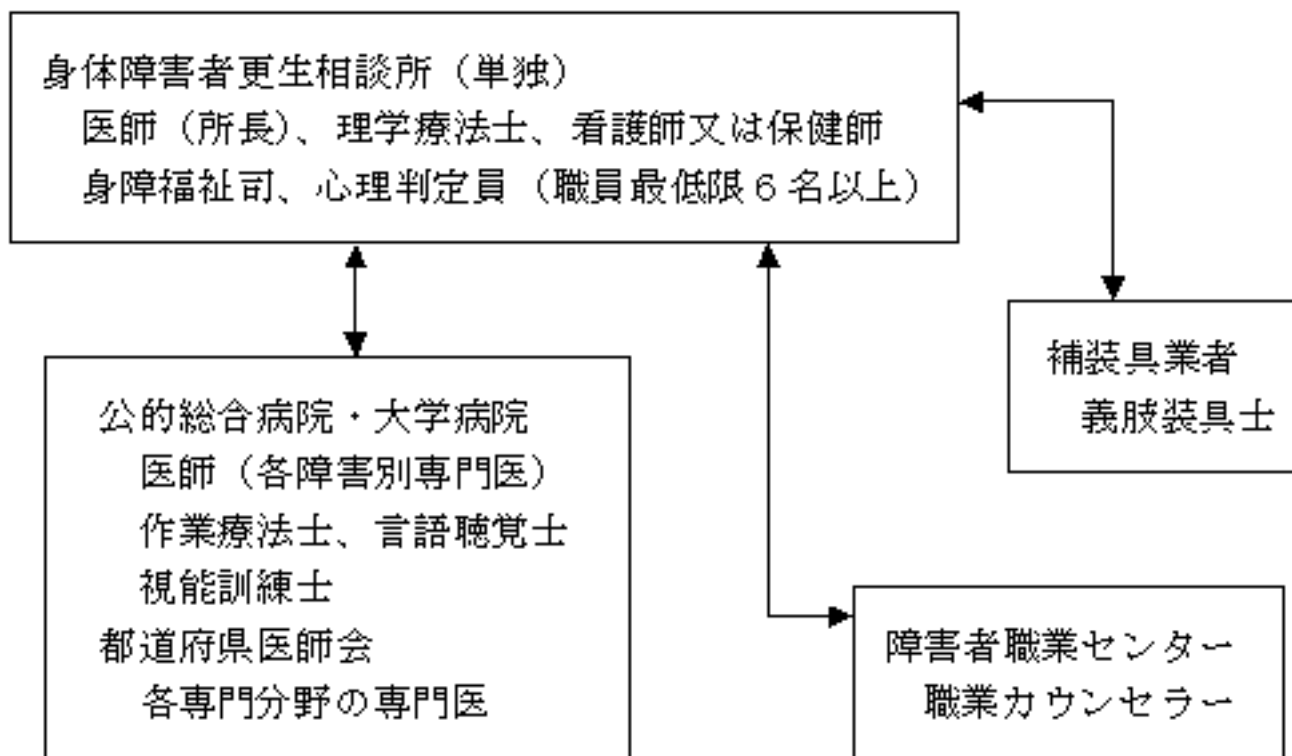 身体障害者更生相談所（単独）
医師（所長）、理学療法士、看護師又は保健師
身障福祉司、心理判定員（職員最低限６名以上）
補装具業者
義肢装具士
公的総合病院・大学病院
医師（各障害別専門医）
作業療法士、言語聴覚士
視能訓練士
都道府県医師会
各専門分野の専門医
障害者職業センター
職業カウンセラー